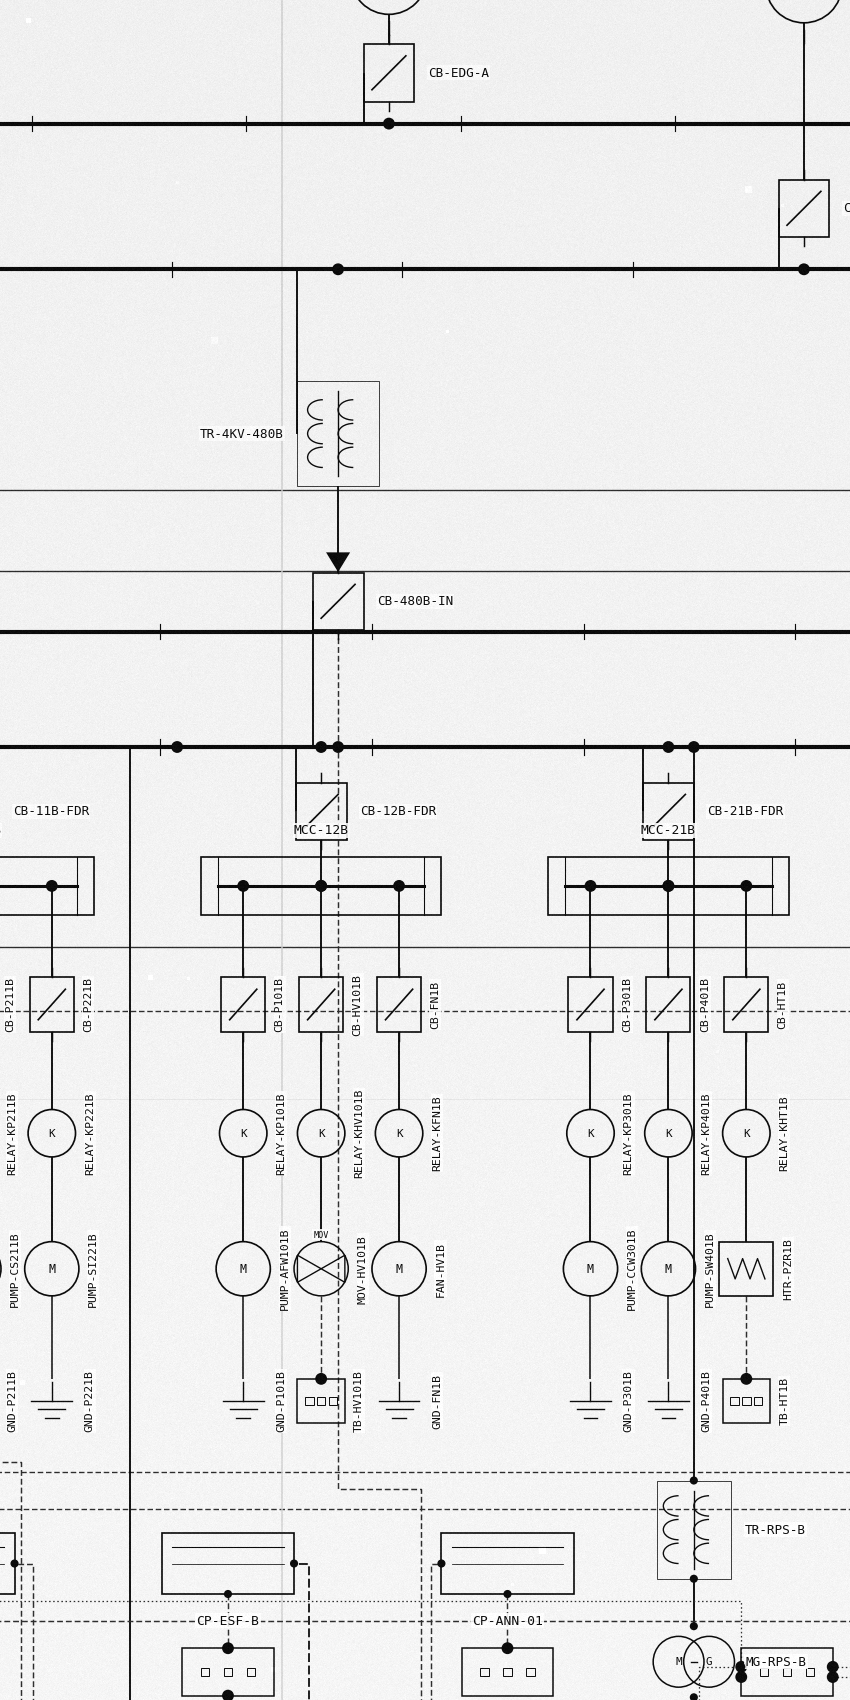 CB-EDG-A
C
TR-4KV-480B
CB-480B-IN
CB-11B-FDR
CB-12B-FDR
CB-21B-FDR
MCC-12B
MCC-21B
CB-P211B
CB-P221B
CB-P101B
CB-HV101B
CB-FN1B
CB-P301B
CB-P401B
CB-HT1B
RELAY-KP211B
K
RELAY-KP221B
K
RELAY-KP101B
K
RELAY-KHV101B
K
RELAY-KFN1B
K
RELAY-KP301B
K
RELAY-KP401B
K
RELAY-KHT1B
MOV
PUMP-CS211B
M
PUMP-SI221B
M
PUMP-AFW101B
MOV-HV101B
M
FAN-HV1B
M
PUMP-CCW301B
M
PUMP-SW401B
HTR-PZR1B
GND-P211B
GND-P221B
GND-P101B
TB-HV101B
GND-FN1B
GND-P301B
GND-P401B
TB-HT1B
TR-RPS-B
CP-ESF-B
CP-ANN-01
M
G
MG-RPS-B